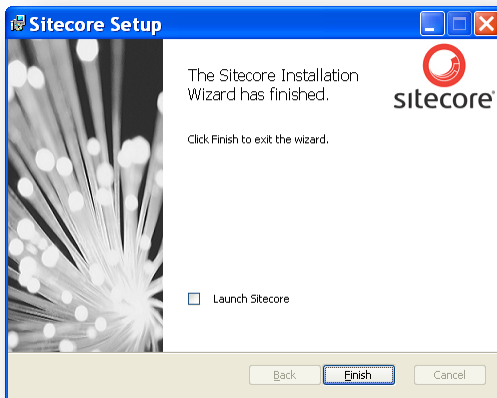 Sitecore Setup
The Sitecore Installation
Wizard has finished.
sitecore
Click Finish to exit the wizard.
Launch Sitecore
Back
Finish
Cancel